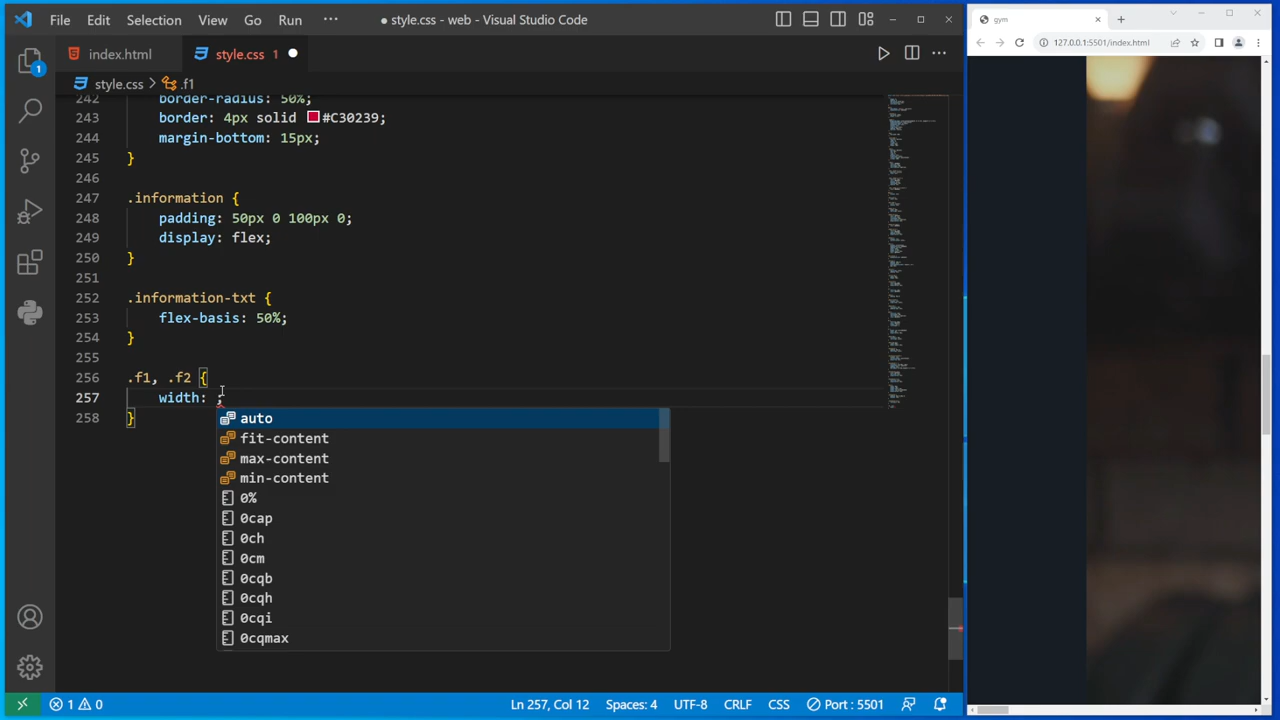 File Edit Selection View Go Run ··· ● style.css - web - Visual Studio Code
gym
index.html style.css 1 ●
127.0.0.1:5501/index.html
style.css > .f1
1
242 border-radius: 50%;
243 border: 4px solid #C30239;
244 margin-bottom: 15px;
245 }
246
247 .information {
248 padding: 50px 0 100px 0;
249 display: flex;
250 }
251
252 .information-txt {
253 flex-basis: 50%;
254 }
255
256 .f1, .f2 {
257 width: ;
258 }
auto
fit-content
max-content
min-content
0%
0cap
0ch
0cm
0cqb
0cqh
0cqi
0cqmax
1 0 Ln 257, Col 12 Spaces: 4 UTF-8 CRLF CSS Port : 5501